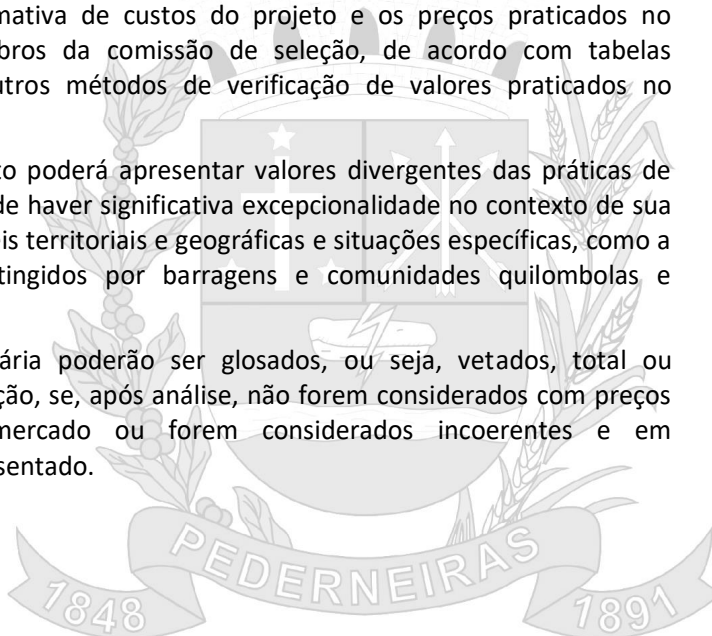 mativa de custos do projeto e os preços praticados no
bros da comissão de seleção, de acordo com tabelas
utros métodos de verificação de valores praticados no
to poderá apresentar valores divergentes das práticas de
de haver significativa excepcionalidade no contexto de sua
is territoriais e geográficas e situações específicas, como a
tingidos por barragens e comunidades quilombolas e
ária poderão ser glosados, ou seja, vetados, total ou
ção, se, após análise, não forem considerados com preços
mercado ou forem considerados incoerentes e em
sentado.
PEDERNEIRAS
1848 1891